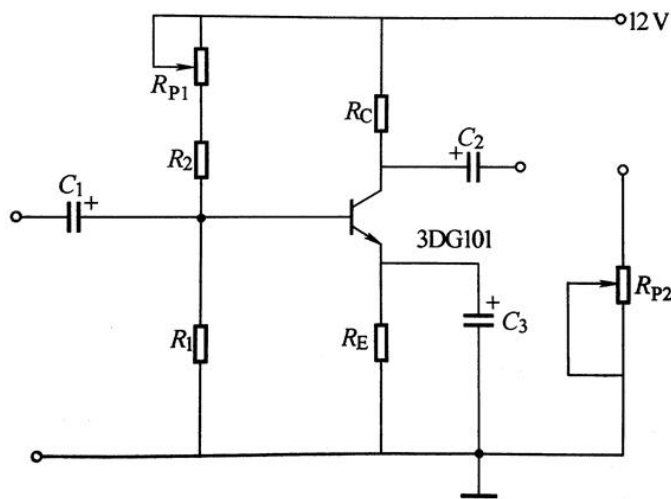 12 V
R_P1
R_C
C_2
+
R_2
C_1
+
3DG101
R_P2
+
C_3
R_1
R_E